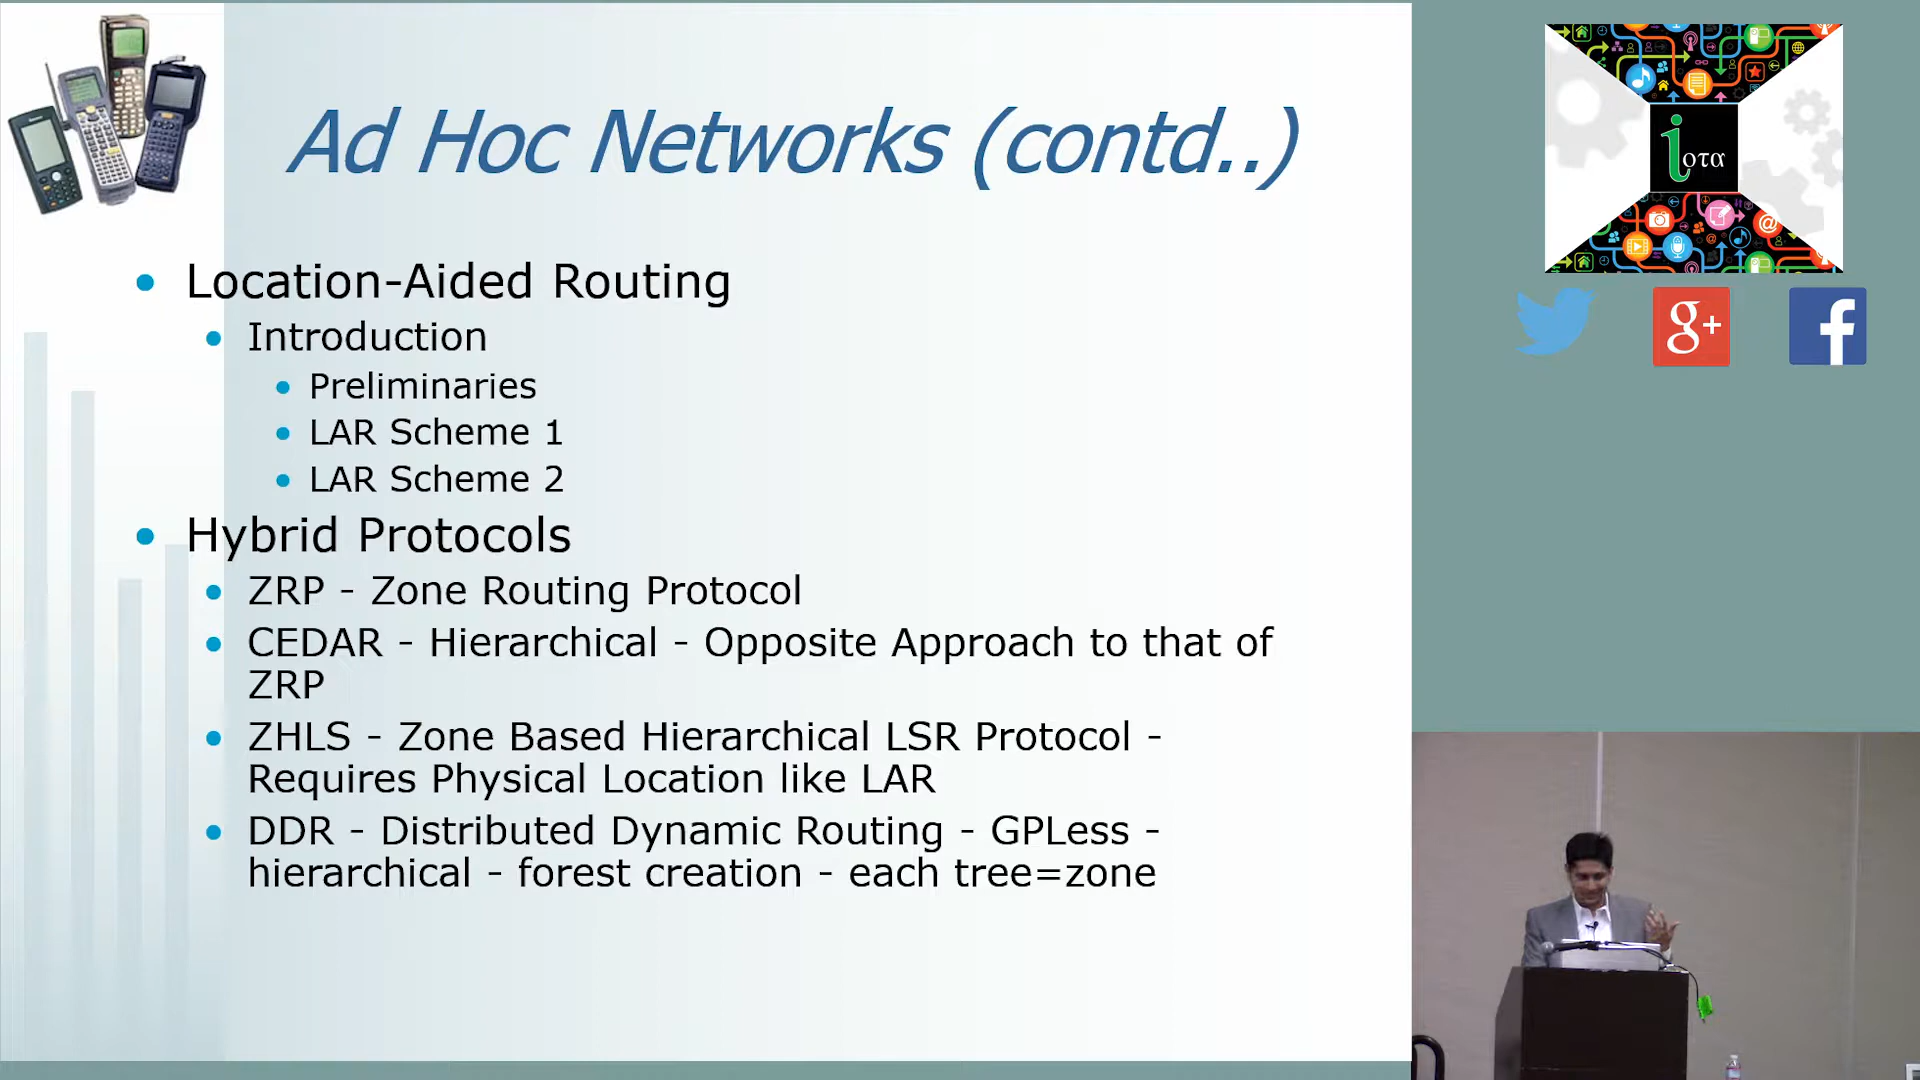 Ad Hoc Networks (contd..)
Location-Aided Routing
Introduction
Preliminaries
LAR Scheme 1
LAR Scheme 2
Hybrid Protocols
ZRP - Zone Routing Protocol
CEDAR - Hierarchical - Opposite Approach to that of
ZRP
ZHLS - Zone Based Hierarchical LSR Protocol -
Requires Physical Location like LAR
DDR - Distributed Dynamic Routing - GPLess -
hierarchical - forest creation - each tree=zone
iοτα
g+
f